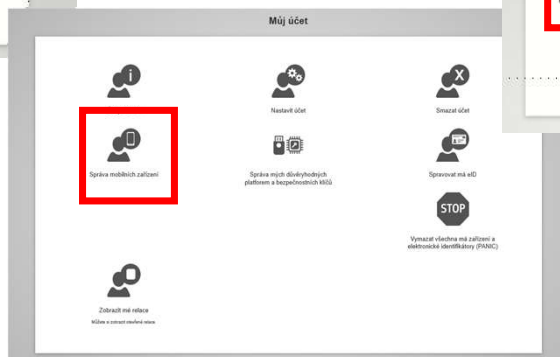 Můj účet
Nastavit účet
Smazat účet
Správa mobilních zařízení
Správa mých důvěryhodných
platforem a bezpečnostních klíčů
Spravovat má eID
STOP
Vymazat všechna má zařízení a
elektronické identifikátory (PANIC)
Zobrazit mé relace
Můžete si zobrazit otevřené relace